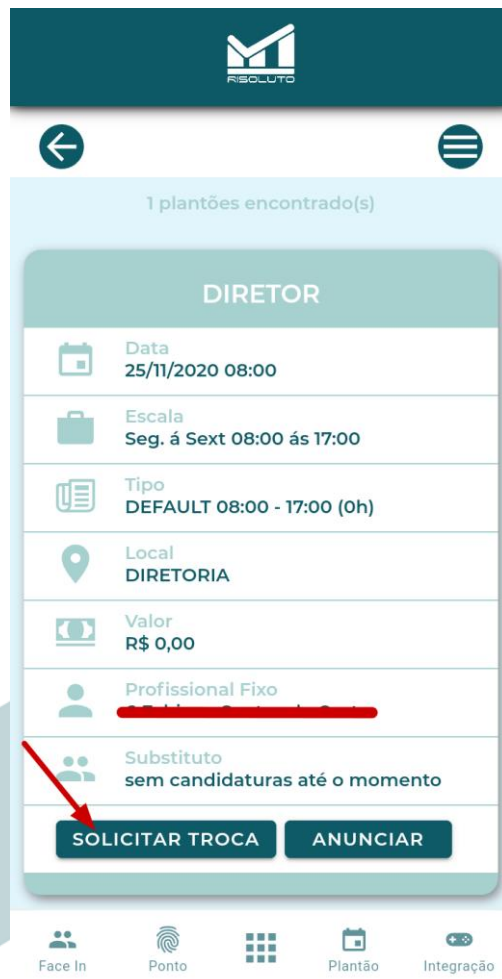 RISOLUTO
1 plantões encontrado(s)
DIRETOR
Data
25/11/2020 08:00
Escala
Seg. á Sext 08:00 ás 17:00
Tipo
DEFAULT 08:00 - 17:00 (0h)
Local
DIRETORIA
Valor
R$ 0,00
Profissional Fixo
Substituto
sem candidaturas até o momento
SOLICITAR TROCA ANUNCIAR
Face In Ponto Plantão Integração